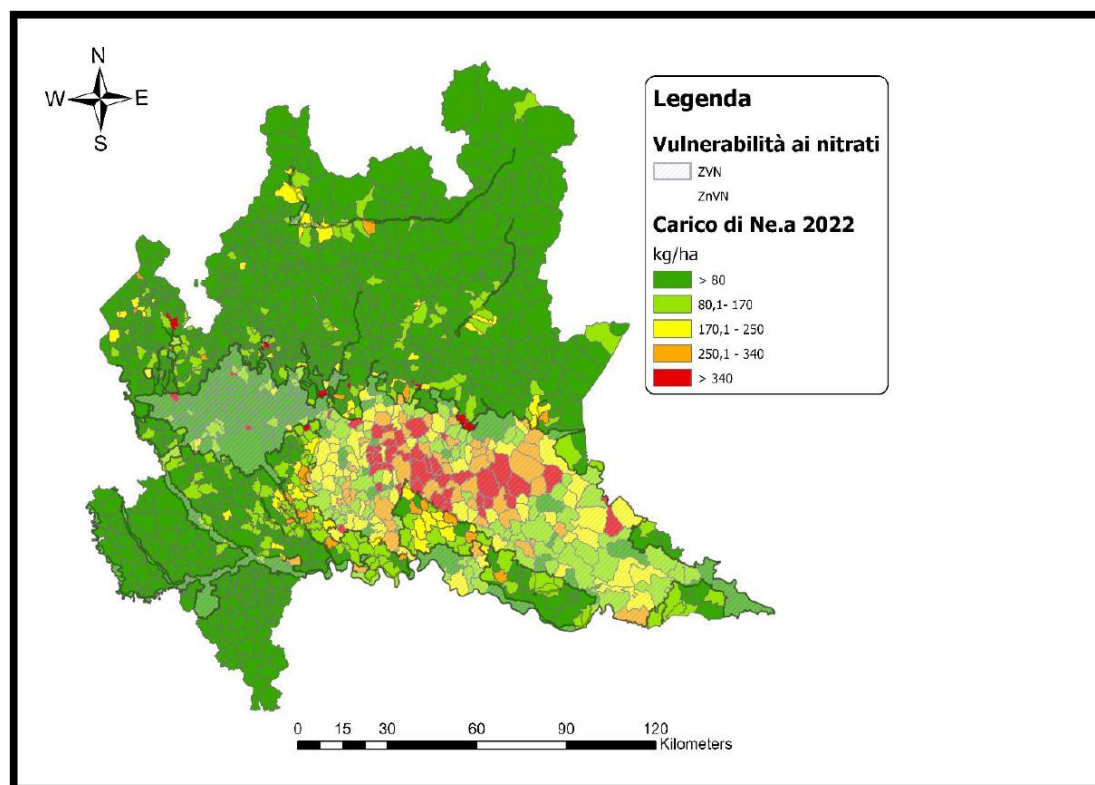 N
W E
S
Legenda
Vulnerabilità ai nitrati
ZVN
ZnVN
Carico di Ne.a 2022
kg/ha
> 80
80,1- 170
170,1 - 250
250,1 - 340
> 340
0 15 30 60 90 120
Kilometers